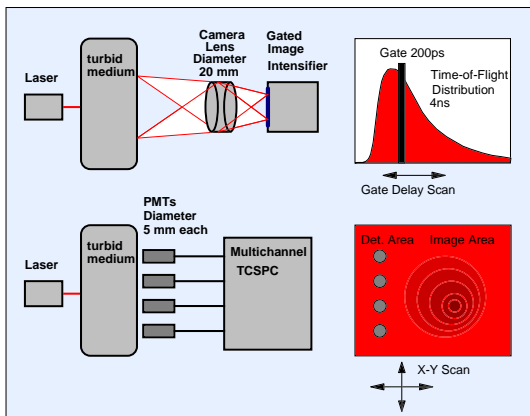 Camera
Lens
Diameter
20 mm
Gated
Image
Intensifier
turbid
medium
Laser
Gate 200ps
Time-of-Flight
Distribution
4ns
Gate Delay Scan
PMTs
Diameter
5 mm each
turbid
medium
Laser
Multichannel
TCSPC
Det. Area
Image Area
X-Y Scan